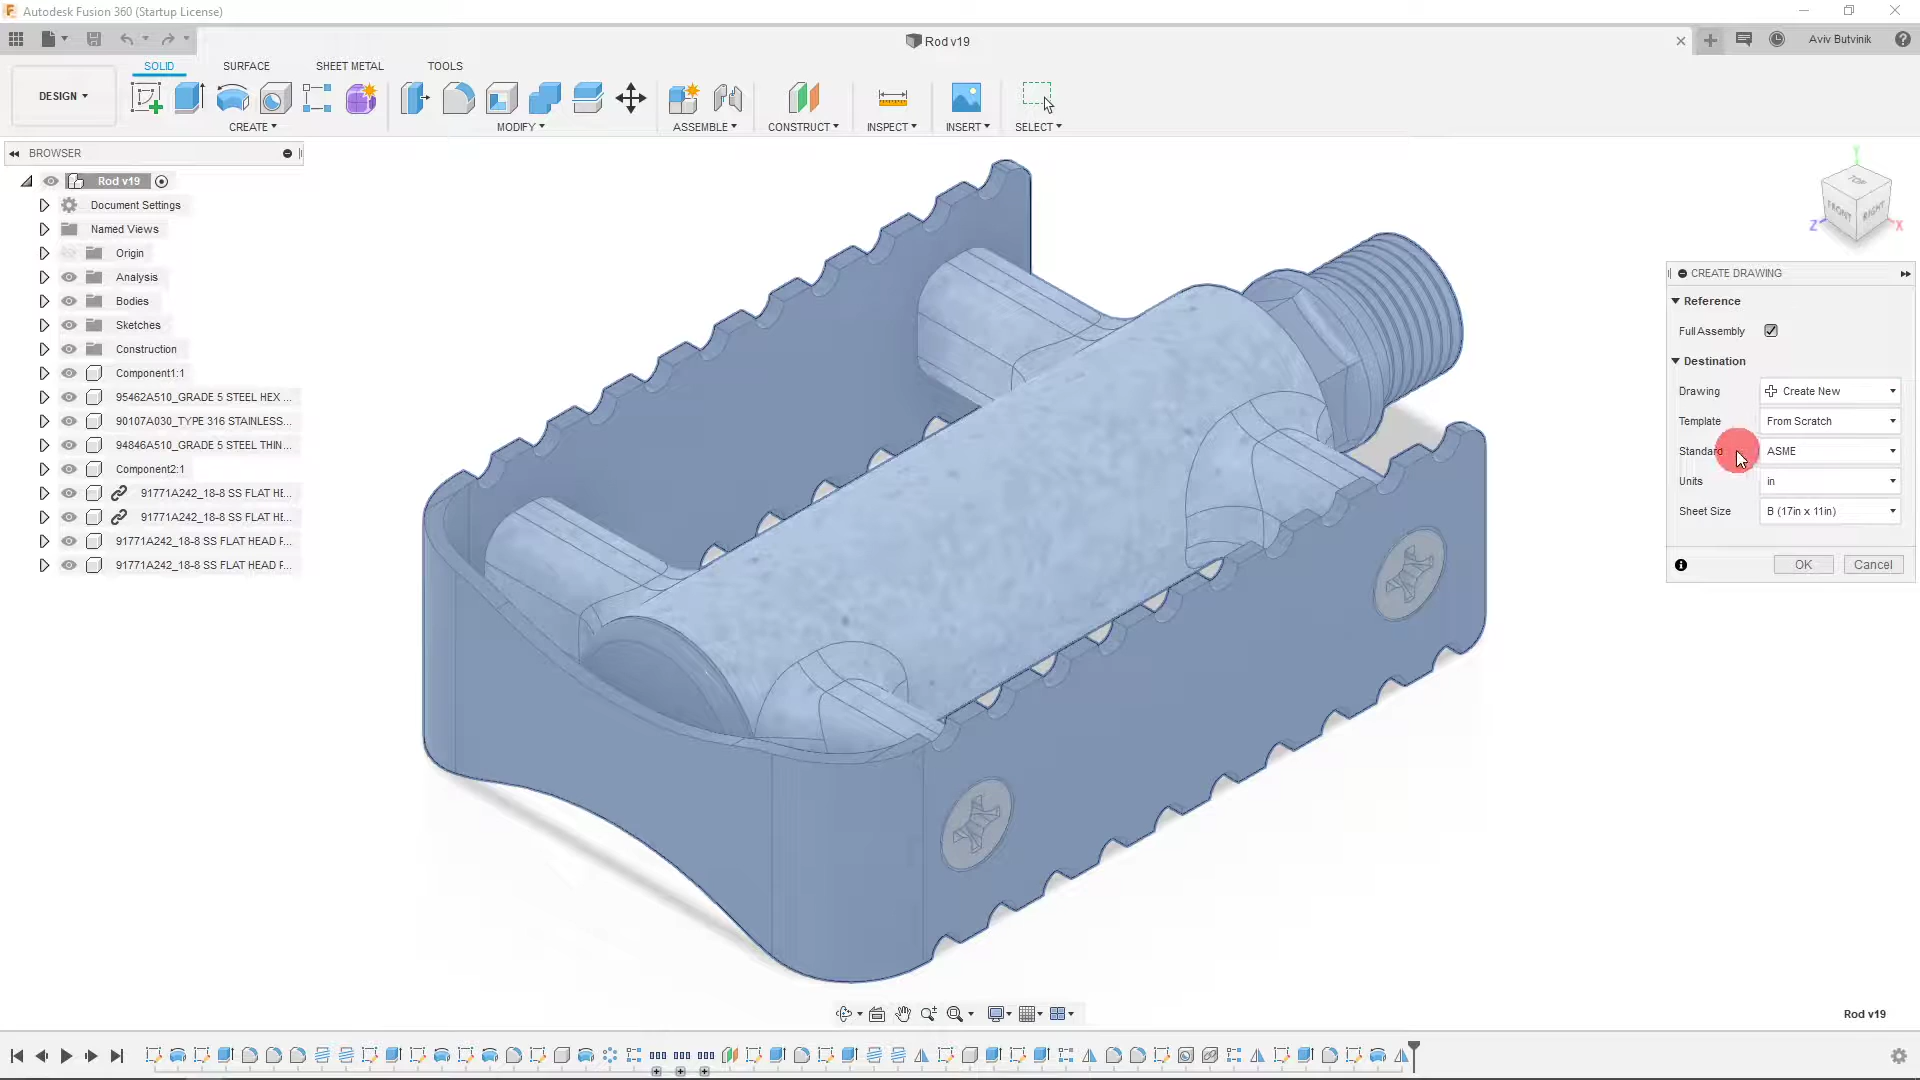 Autodesk Fusion 360 (Startup License)
Rod v19
Aviv Butvinik
SOLID SURFACE SHEET METAL TOOLS
DESIGN
CREATE MODIFY ASSEMBLE CONSTRUCT INSPECT INSERT SELECT
BROWSER
Rod v19
Document Settings
Named Views
Origin
Analysis
Bodies
Sketches
Construction
Component1:1
95462A510_GRADE 5 STEEL HEX ...
90107A030_TYPE 316 STAINLESS...
94846A510_GRADE 5 STEEL THIN...
Component2:1
91771A242_18-8 SS FLAT HE...
91771A242_18-8 SS FLAT HE...
91771A242_18-8 SS FLAT HEAD F...
91771A242_18-8 SS FLAT HEAD F...
Y
TOP
FRONT RIGHT
Z X
CREATE DRAWING
Reference
Full Assembly
Destination
Drawing Create New
Template From Scratch
Standard ASME
Units in
Sheet Size B (17in x 11in)
OK Cancel
Rod v19